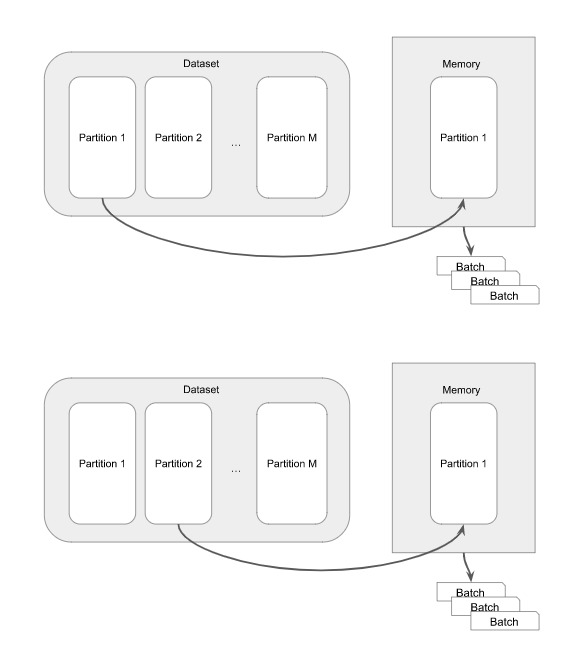 Dataset
Memory
Partition 1
Partition 2
...
Partition M
Partition 1
Batch
Batch
Batch
Dataset
Memory
Partition 1
Partition 2
...
Partition M
Partition 1
Batch
Batch
Batch